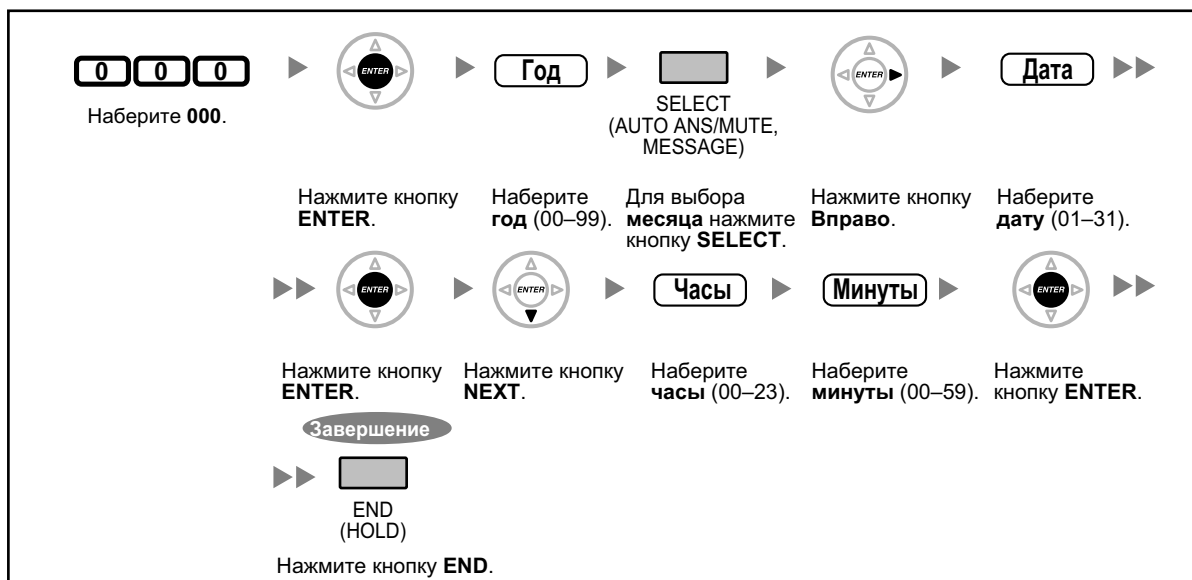 0 0 0
ENTER
Год
ENTER
Дата
Наберите 000.
SELECT
(AUTO ANS/MUTE,
MESSAGE)
Нажмите кнопку
ENTER.
Наберите
год (00–99).
Для выбора
месяца нажмите
кнопку SELECT.
Нажмите кнопку
Вправо.
Наберите
дату (01–31).
ENTER
ENTER
Часы
Минуты
ENTER
Нажмите кнопку
ENTER.
Нажмите кнопку
NEXT.
Наберите
часы (00–23).
Наберите
минуты (00–59).
Нажмите
кнопку ENTER.
Завершение
END
(HOLD)
Нажмите кнопку END.